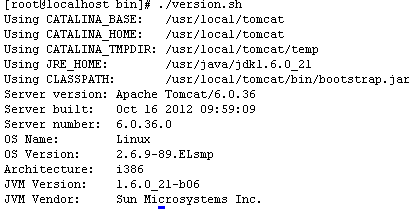 [root@localhost bin]# ./version.sh
Using CATALINA_BASE:   /usr/local/tomcat
Using CATALINA_HOME:   /usr/local/tomcat
Using CATALINA_TMPDIR: /usr/local/tomcat/temp
Using JRE_HOME:        /usr/java/jdk1.6.0_21
Using CLASSPATH:       /usr/local/tomcat/bin/bootstrap.jar
Server version: Apache Tomcat/6.0.36
Server built:   Oct 16 2012 09:59:09
Server number:  6.0.36.0
OS Name:        Linux
OS Version:     2.6.9-89.ELsmp
Architecture:   i386
JVM Version:    1.6.0_21-b06
JVM Vendor:     Sun Microsystems Inc.